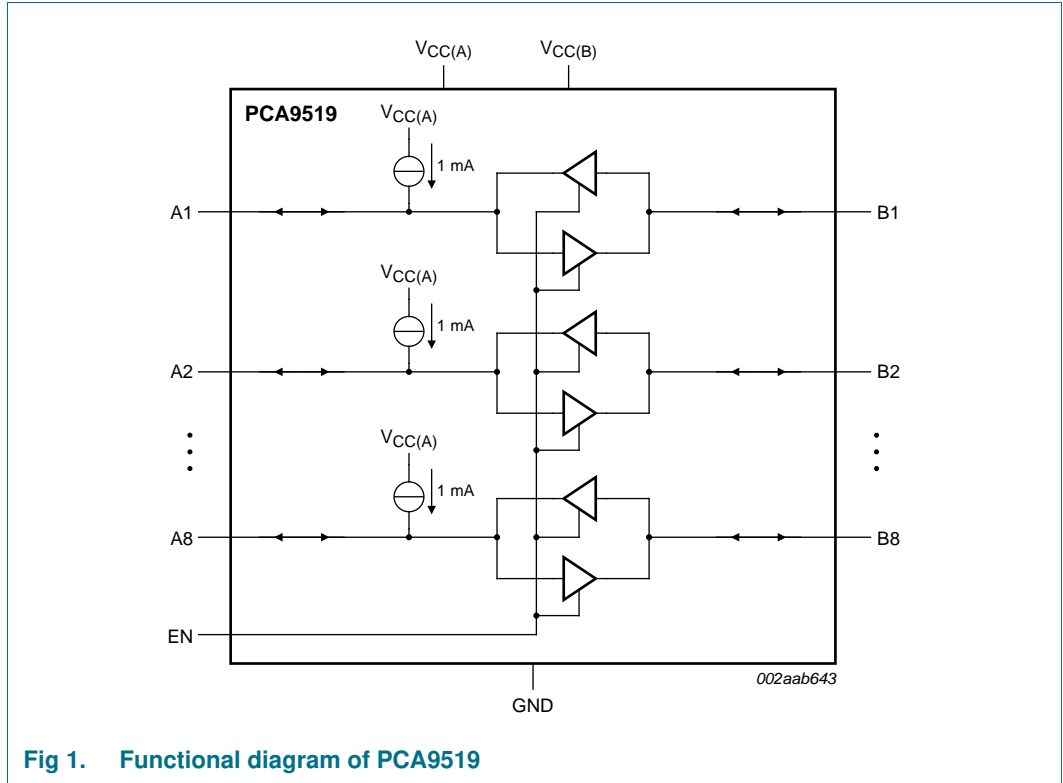 VCC(A) VCC(B)
PCA9519
VCC(A)
1 mA
A1 B1
VCC(A)
1 mA
A2 B2
VCC(A)
1 mA
A8 B8
EN
002aab643
GND
Fig 1. Functional diagram of PCA9519